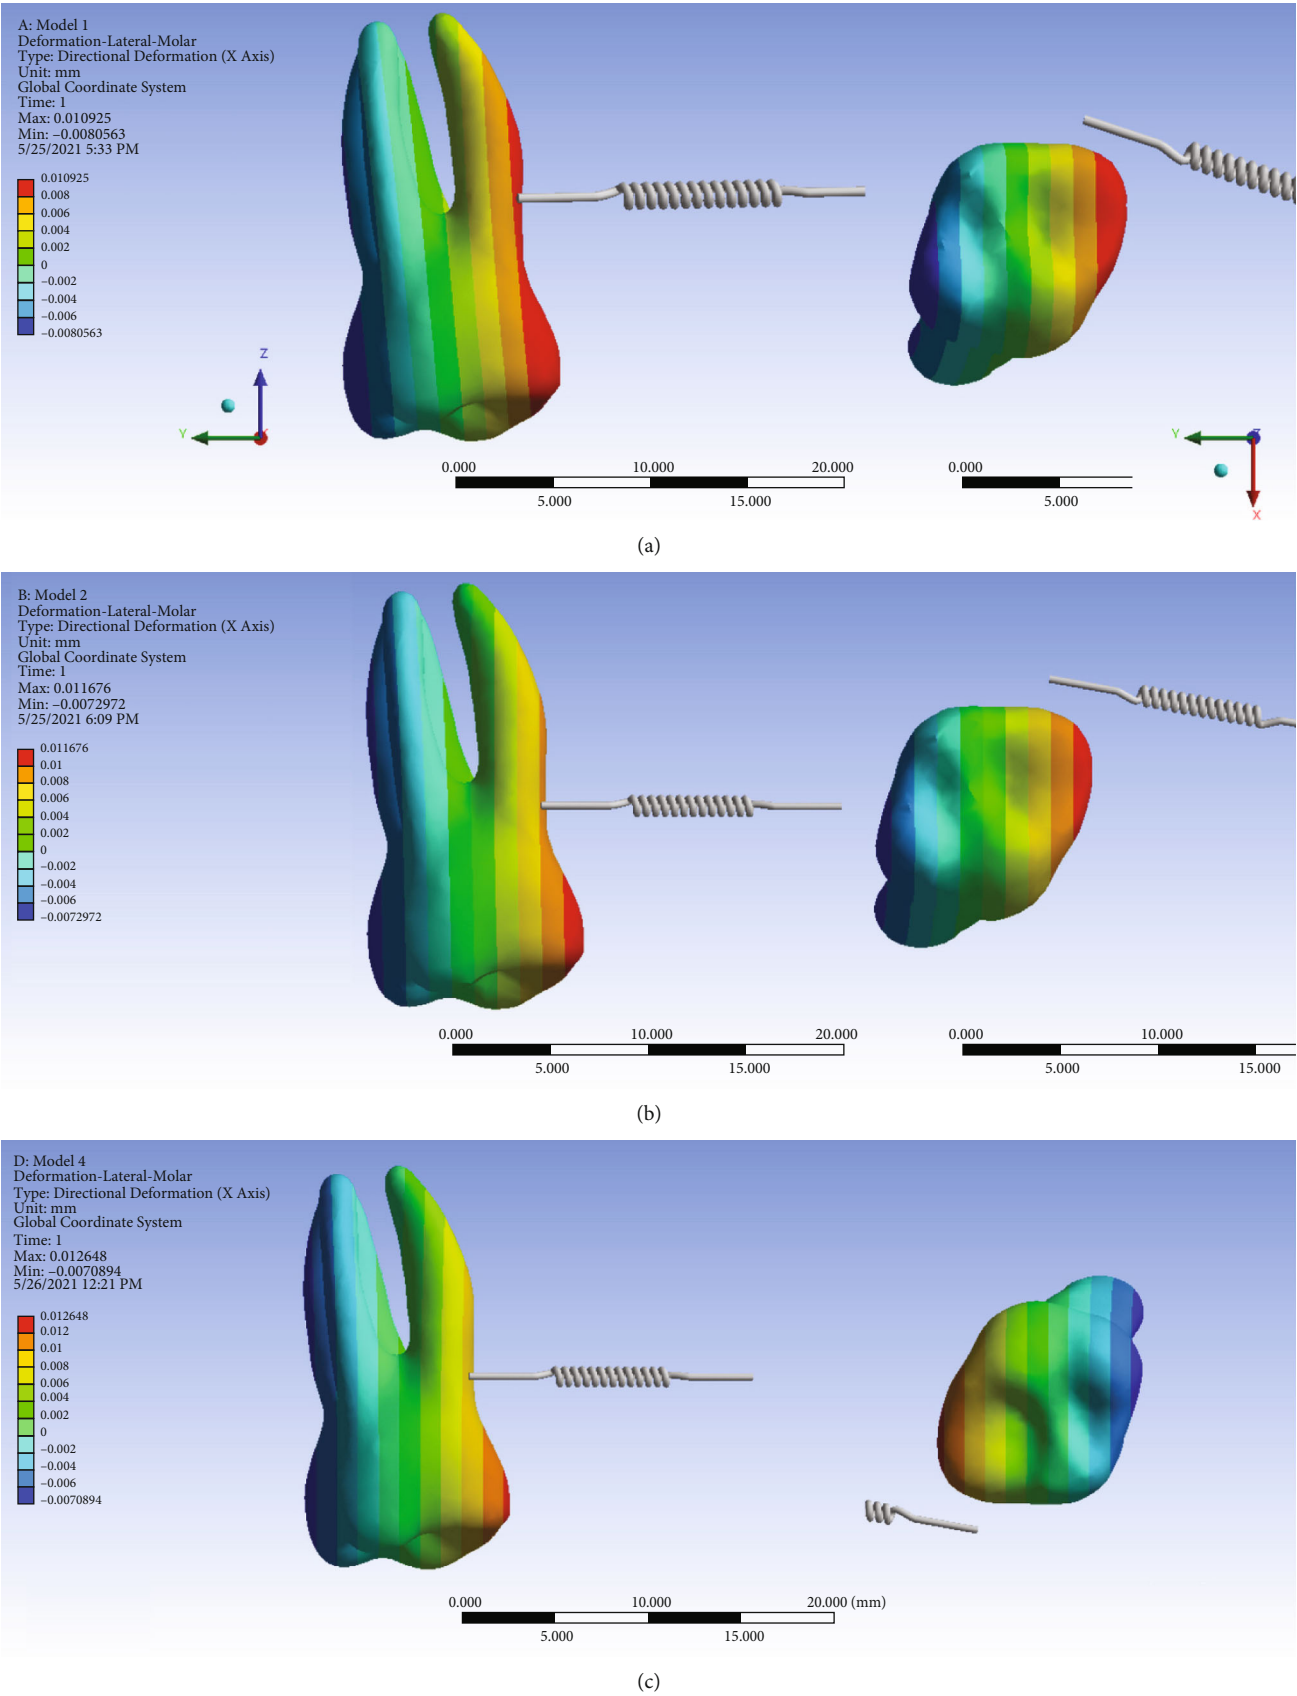 A: Model 1
Deformation-Lateral-Molar
Type: Directional Deformation (X Axis)
Unit: mm
Global Coordinate System
Time: 1
Max: 0.010925
Min: –0.0080563
5/25/2021 5:33 PM
0.010925
0.008
0.006
0.004
0.002
0
–0.002
–0.004
–0.006
–0.0080563
Z
Y
X
Y
Z
X
0.000 10.000 20.000
5.000 15.000
0.000
5.000
(a)
B: Model 2
Deformation-Lateral-Molar
Type: Directional Deformation (X Axis)
Unit: mm
Global Coordinate System
Time: 1
Max: 0.011676
Min: –0.0072972
5/25/2021 6:09 PM
0.011676
0.01
0.008
0.006
0.004
0.002
0
–0.002
–0.004
–0.006
–0.0072972
0.000 10.000 20.000
5.000 15.000
0.000 10.000
5.000 15.000
(b)
D: Model 4
Deformation-Lateral-Molar
Type: Directional Deformation (X Axis)
Unit: mm
Global Coordinate System
Time: 1
Max: 0.012648
Min: –0.0070894
5/26/2021 12:21 PM
0.012648
0.012
0.01
0.008
0.006
0.004
0.002
0
–0.002
–0.004
–0.006
–0.0070894
0.000 10.000 20.000 (mm)
5.000 15.000
(c)